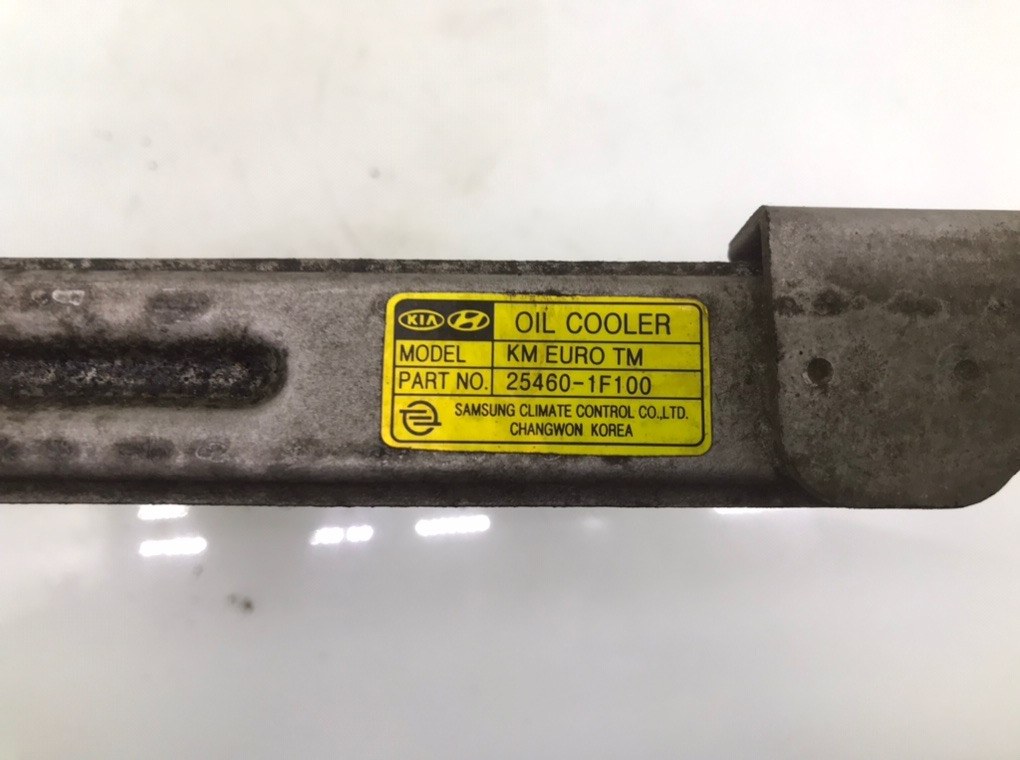 KIA OIL COOLER
MODEL KM EURO TM
PART NO. 25460-1F100
SAMSUNG CLIMATE CONTROL CO.,LTD.
CHANGWON KOREA